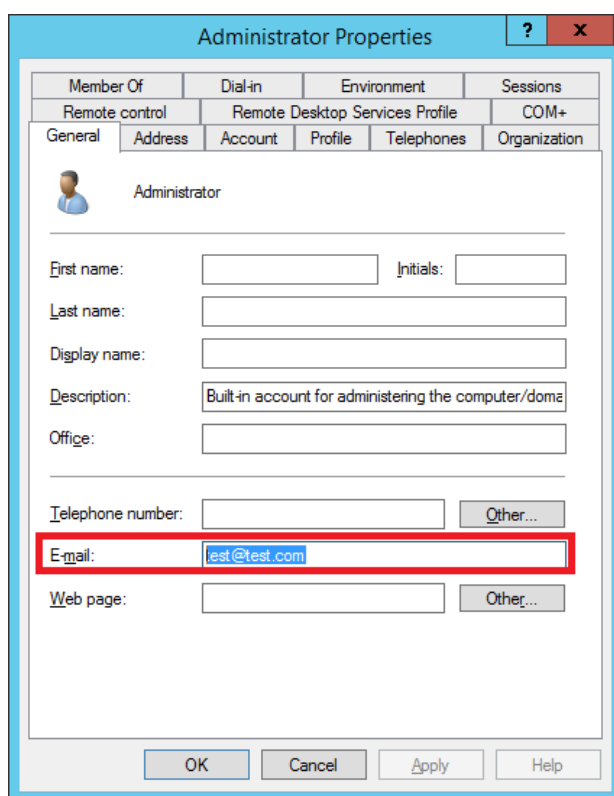 Administrator Properties
?
x
Member Of Dial-in Environment Sessions
Remote control Remote Desktop Services Profile COM+
General Address Account Profile Telephones Organization
Administrator
First name: Initials:
Last name:
Display name:
Description: Built-in account for administering the computer/doma
Office:
Telephone number: Other...
E-mail: test@test.com
Web page: Other...
OK Cancel Apply Help